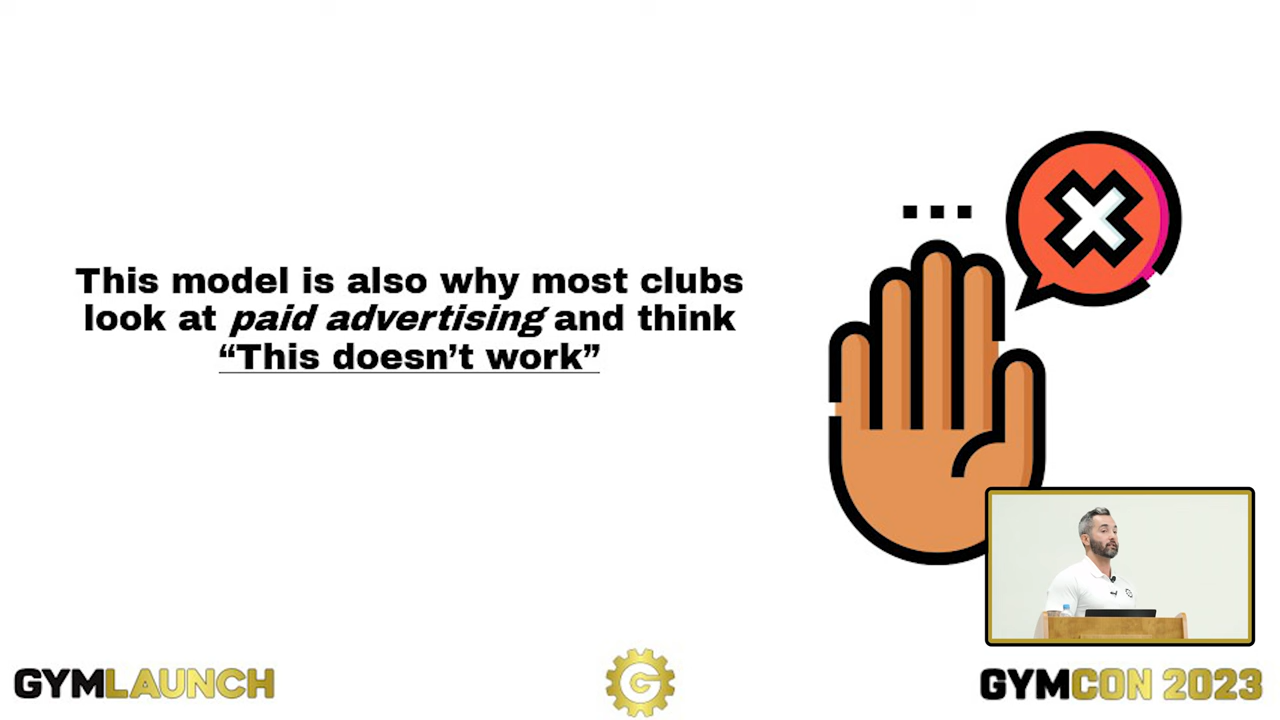 This model is also why most clubs
look at paid advertising and think
“This doesn’t work”
GYMLAUNCH
G
GYMCON 2023